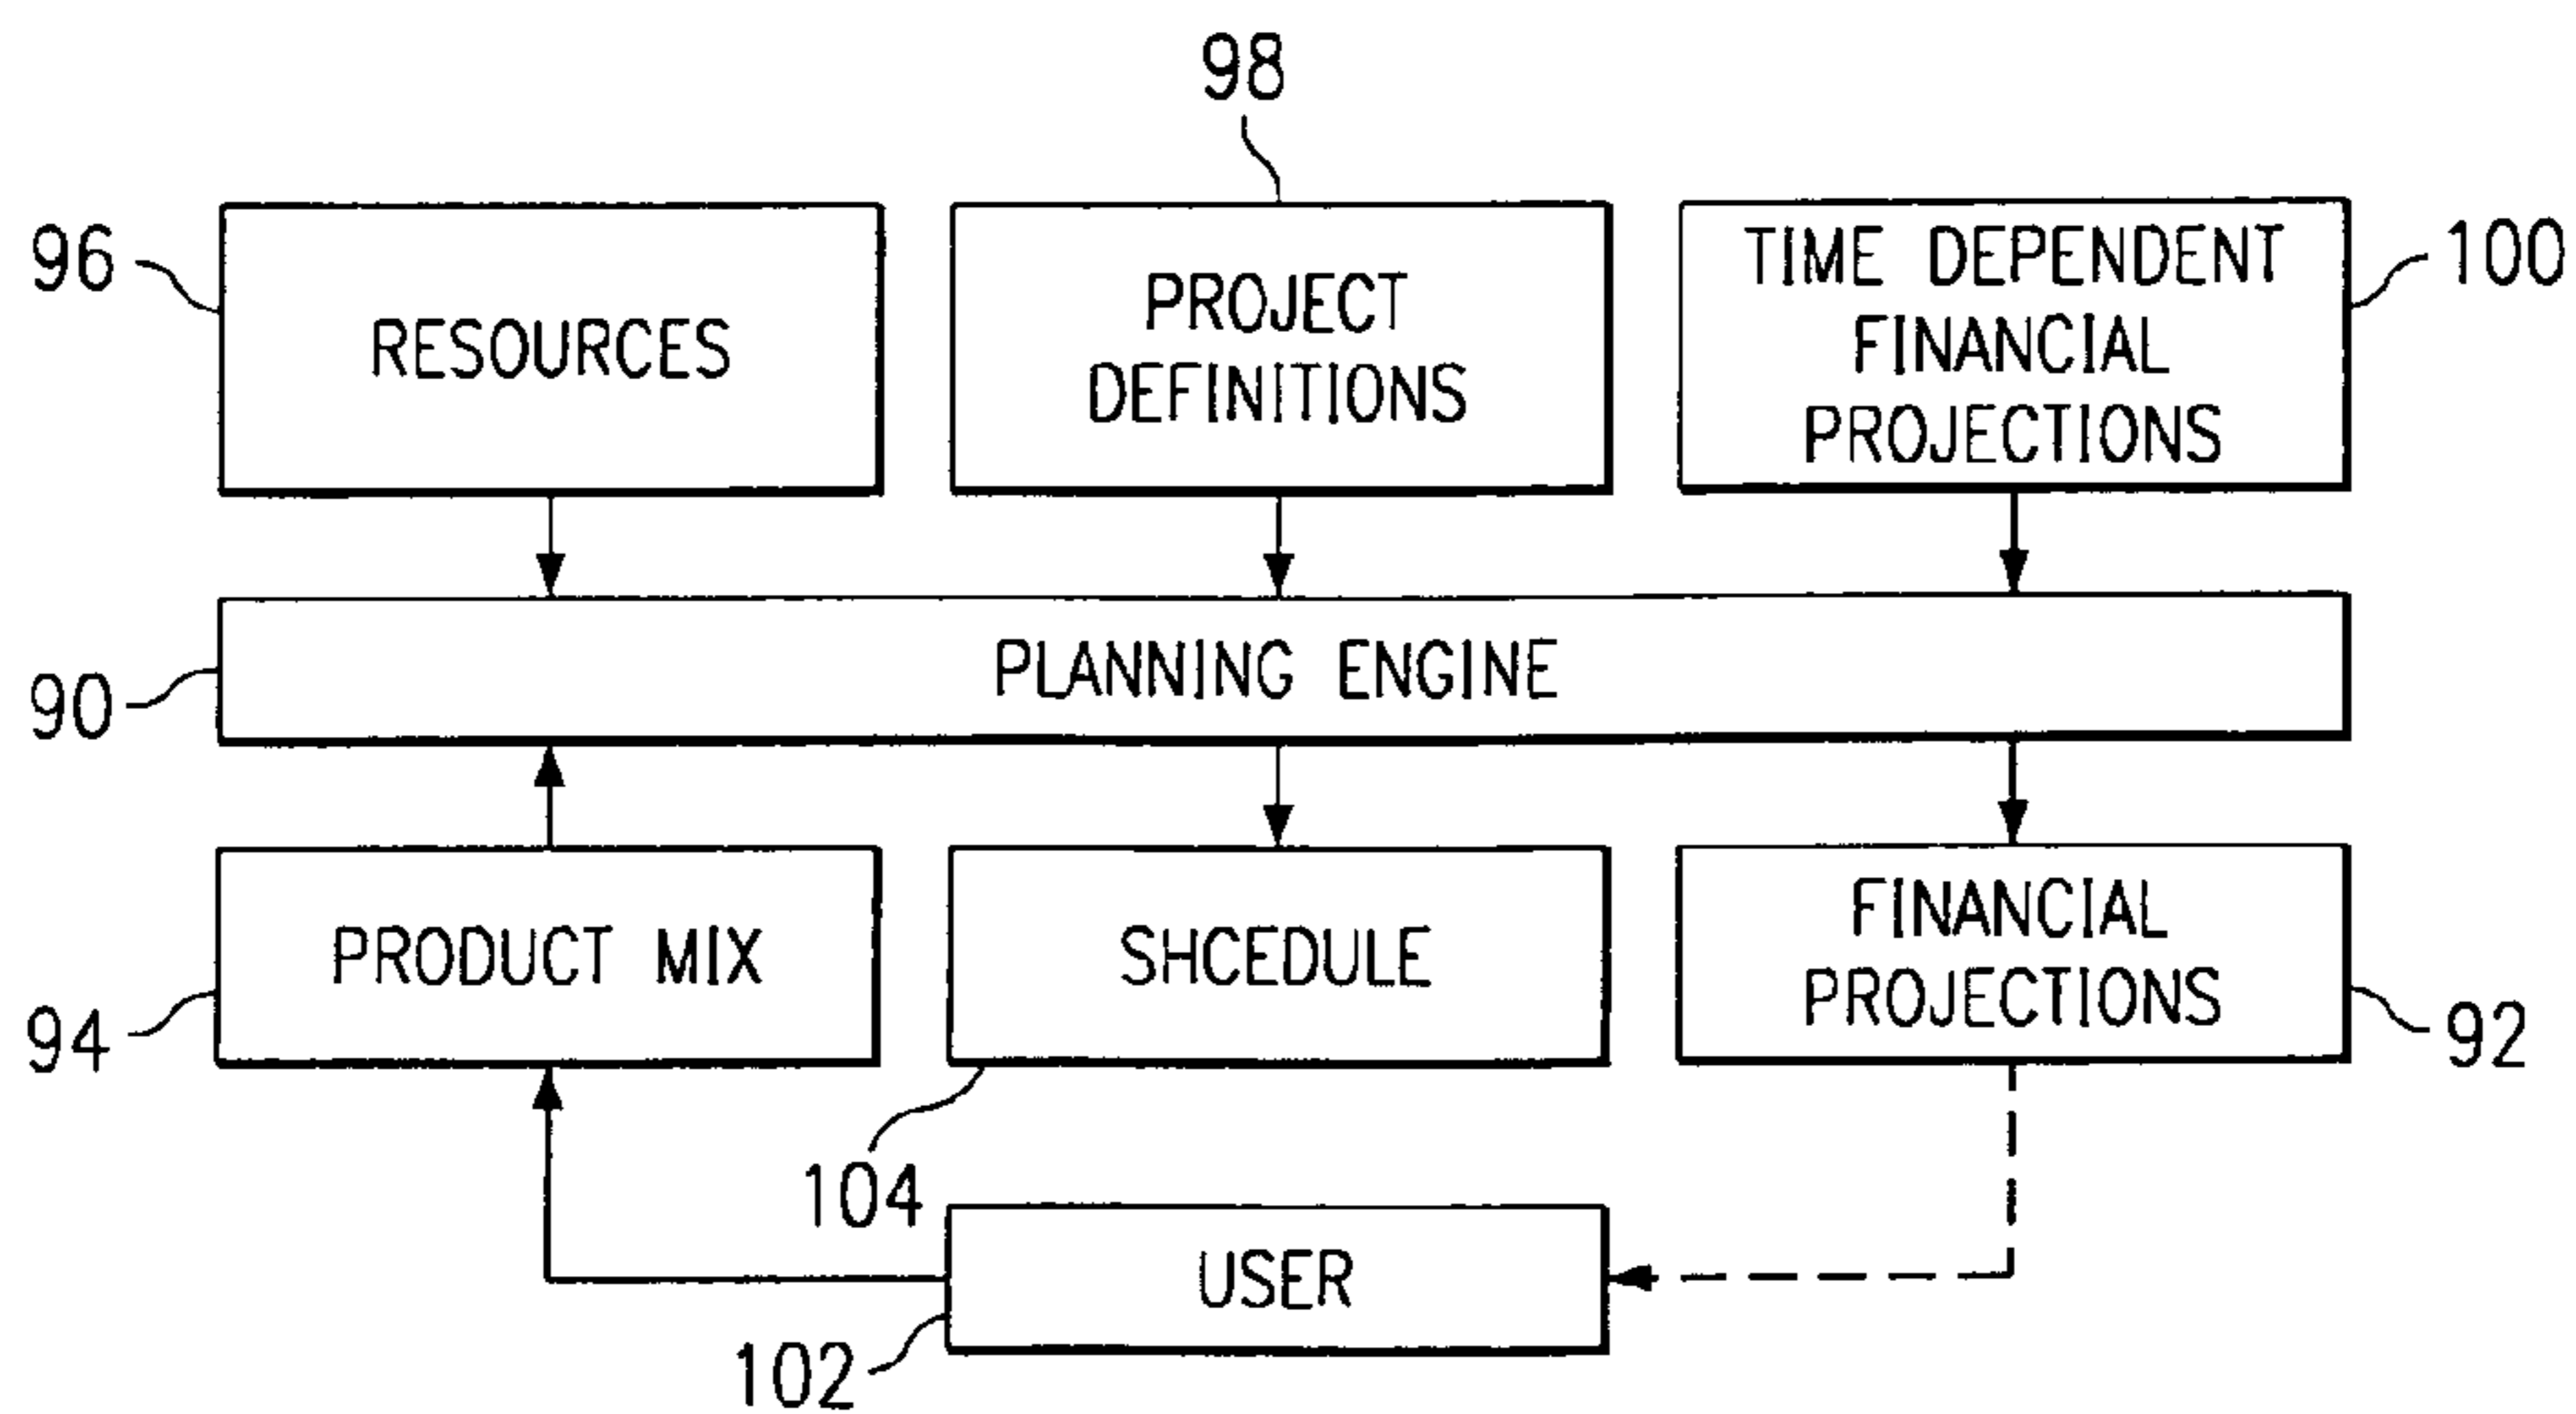 98
96
RESOURCES
PROJECT
DEFINITIONS
TIME DEPENDENT
FINANCIAL
PROJECTIONS
100
90
PLANNING ENGINE
94
PRODUCT MIX
SHCEDULE
FINANCIAL
PROJECTIONS
92
104
USER
102